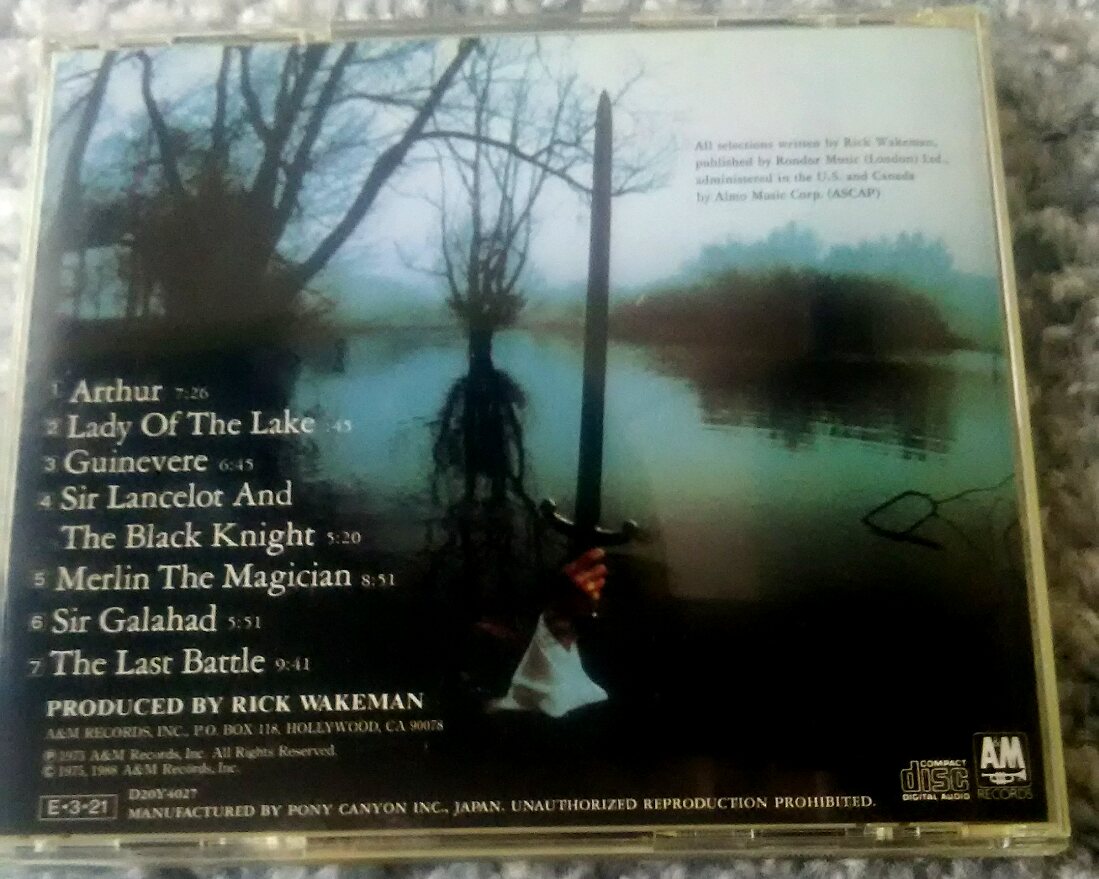 All selections written by Rick Wakeman,
published by Rondor Music (London) Ltd.,
administered in the U.S. and Canada
by Almo Music Corp. (ASCAP)
1 Arthur 7:26
2 Lady Of The Lake :45
3 Guinevere 6:45
4 Sir Lancelot And
The Black Knight 5:20
5 Merlin The Magician 8:51
6 Sir Galahad 5:51
7 The Last Battle 9:41
PRODUCED BY RICK WAKEMAN
A&M RECORDS, INC., P.O. BOX 118, HOLLYWOOD, CA 90078
℗ 1975 A&M Records, Inc. All Rights Reserved.
© 1975, 1988 A&M Records, Inc.
E·3·21
D20Y4027
MANUFACTURED BY PONY CANYON INC., JAPAN. UNAUTHORIZED REPRODUCTION PROHIBITED.
COMPACT
disc
DIGITAL AUDIO
A&M
RECORDS